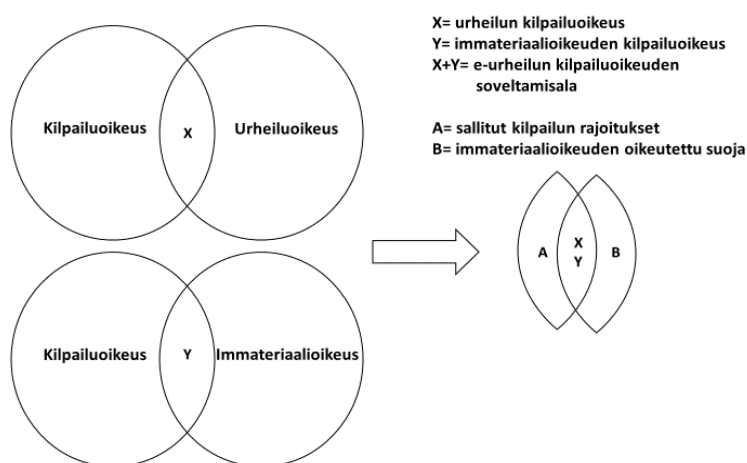 X= urheilun kilpailuoikeus
Y= immateriaalioikeuden kilpailuoikeus
X+Y= e-urheilun kilpailuoikeuden
soveltamisala
A= sallitut kilpailun rajoitukset
B= immateriaalioikeuden oikeutettu suoja
Kilpailuoikeus X Urheiluoikeus
A X Y B
Kilpailuoikeus Y Immateriaalioikeus